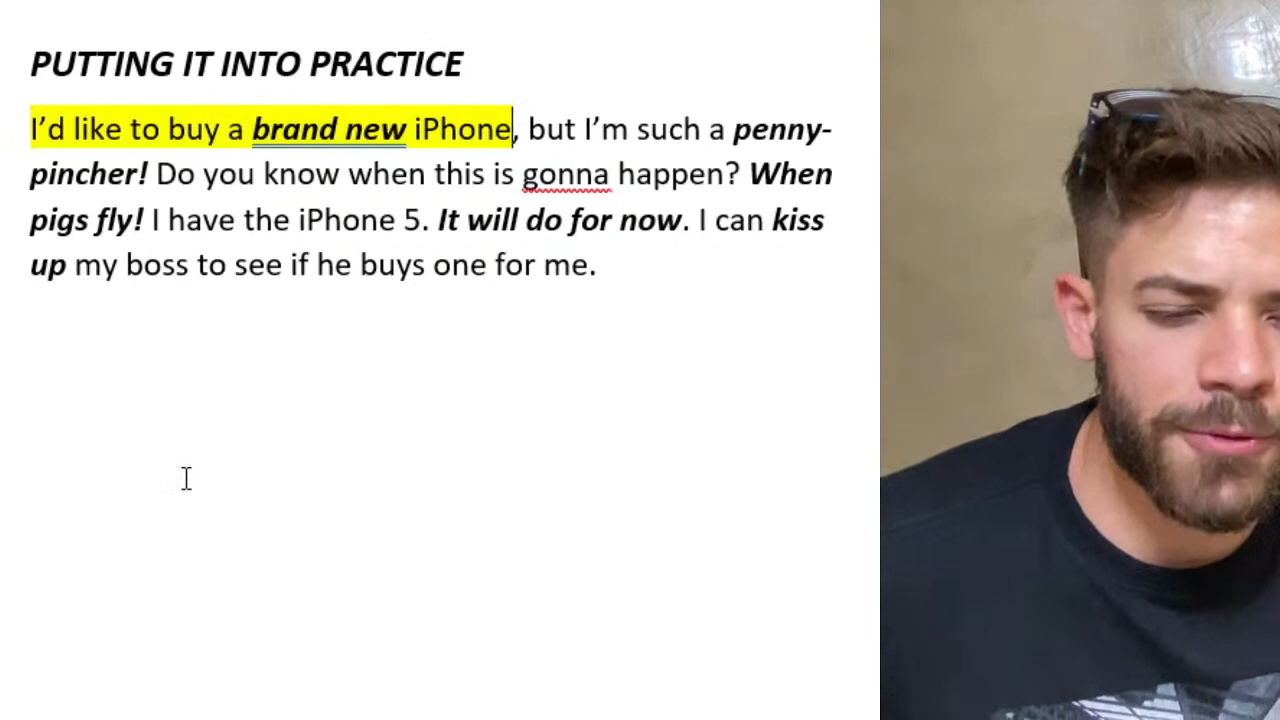 PUTTING IT INTO PRACTICE
I’d like to buy a brand new iPhone, but I’m such a penny-
pincher! Do you know when this is gonna happen? When
pigs fly! I have the iPhone 5. It will do for now. I can kiss
up my boss to see if he buys one for me.